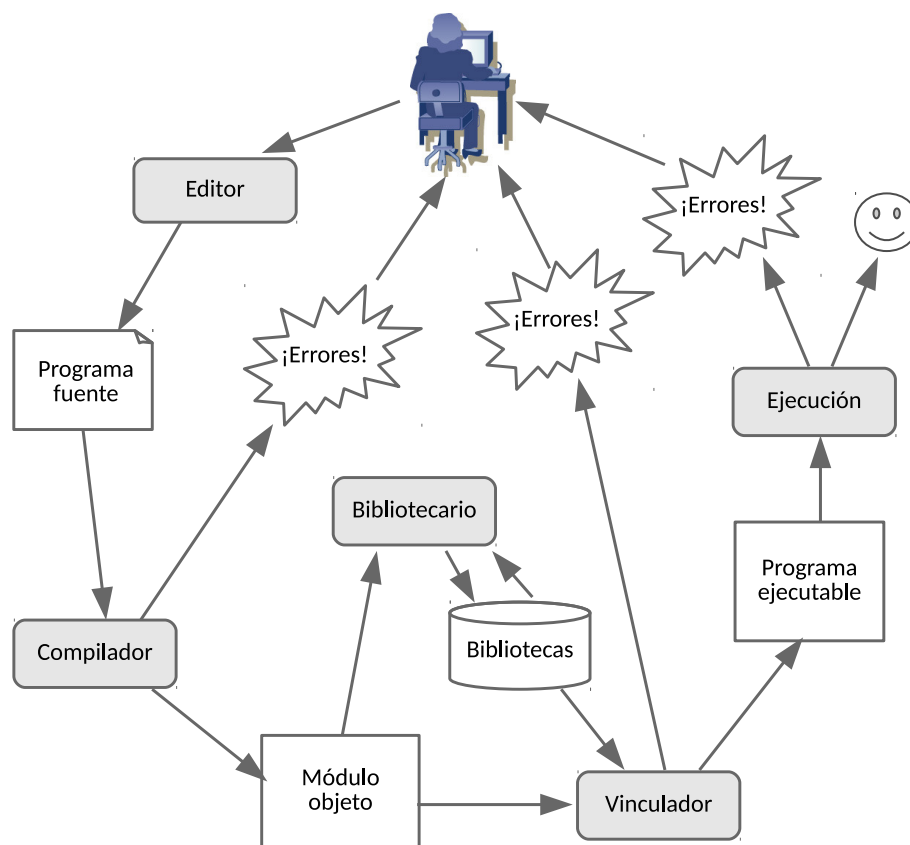 Editor
¡Errores!
¡Errores!
¡Errores!
Programa
fuente
Ejecución
Bibliotecario
Programa
ejecutable
Compilador
Bibliotecas
Módulo
objeto
Vinculador